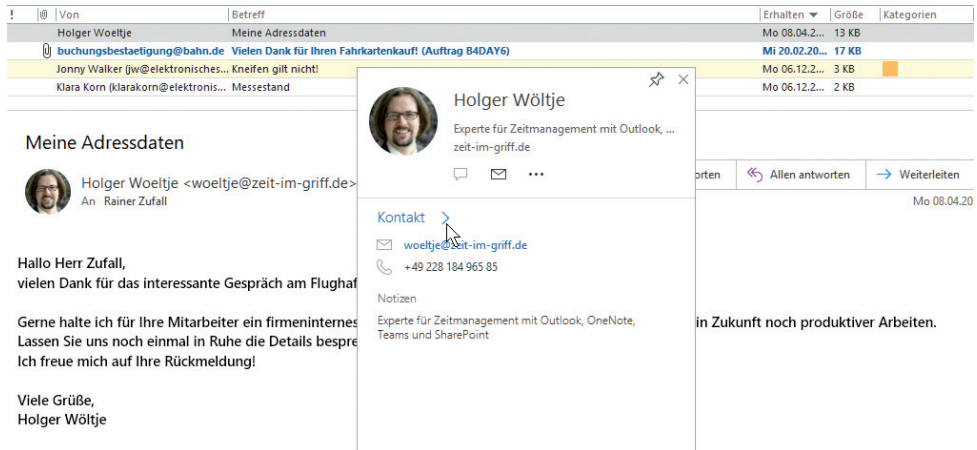 ! Von Betreff Erhalten Größe Kategorien
Holger Woeltje Meine Adressdaten Mo 08.04.2... 13 KB
buchungsbestaetigung@bahn.de Vielen Dank für Ihren Fahrkartenkauf! (Auftrag B4DAY6) Mi 20.02.20... 17 KB
Jonny Walker (jw@elektronisches... Kneifen gilt nicht! Mo 06.12.2... 3 KB
Klara Korn (klarakorn@elektronis... Messestand Mo 06.12.2... 2 KB
Meine Adressdaten
Holger Woeltje <woeltje@zeit-im-griff.de>
An Rainer Zufall
orten Allen antworten Weiterleiten
Mo 08.04.20
Hallo Herr Zufall,
vielen Dank für das interessante Gespräch am Flughaf
Gerne halte ich für Ihre Mitarbeiter ein firmeninternes
in Zukunft noch produktiver Arbeiten.
Lassen Sie uns noch einmal in Ruhe die Details bespre
Ich freue mich auf Ihre Rückmeldung!
Viele Grüße,
Holger Wöltje
Holger Wöltje
Experte für Zeitmanagement mit Outlook, ...
zeit-im-griff.de
Kontakt
woeltje@zeit-im-griff.de
+49 228 184 965 85
Notizen
Experte für Zeitmanagement mit Outlook, OneNote,
Teams und SharePoint